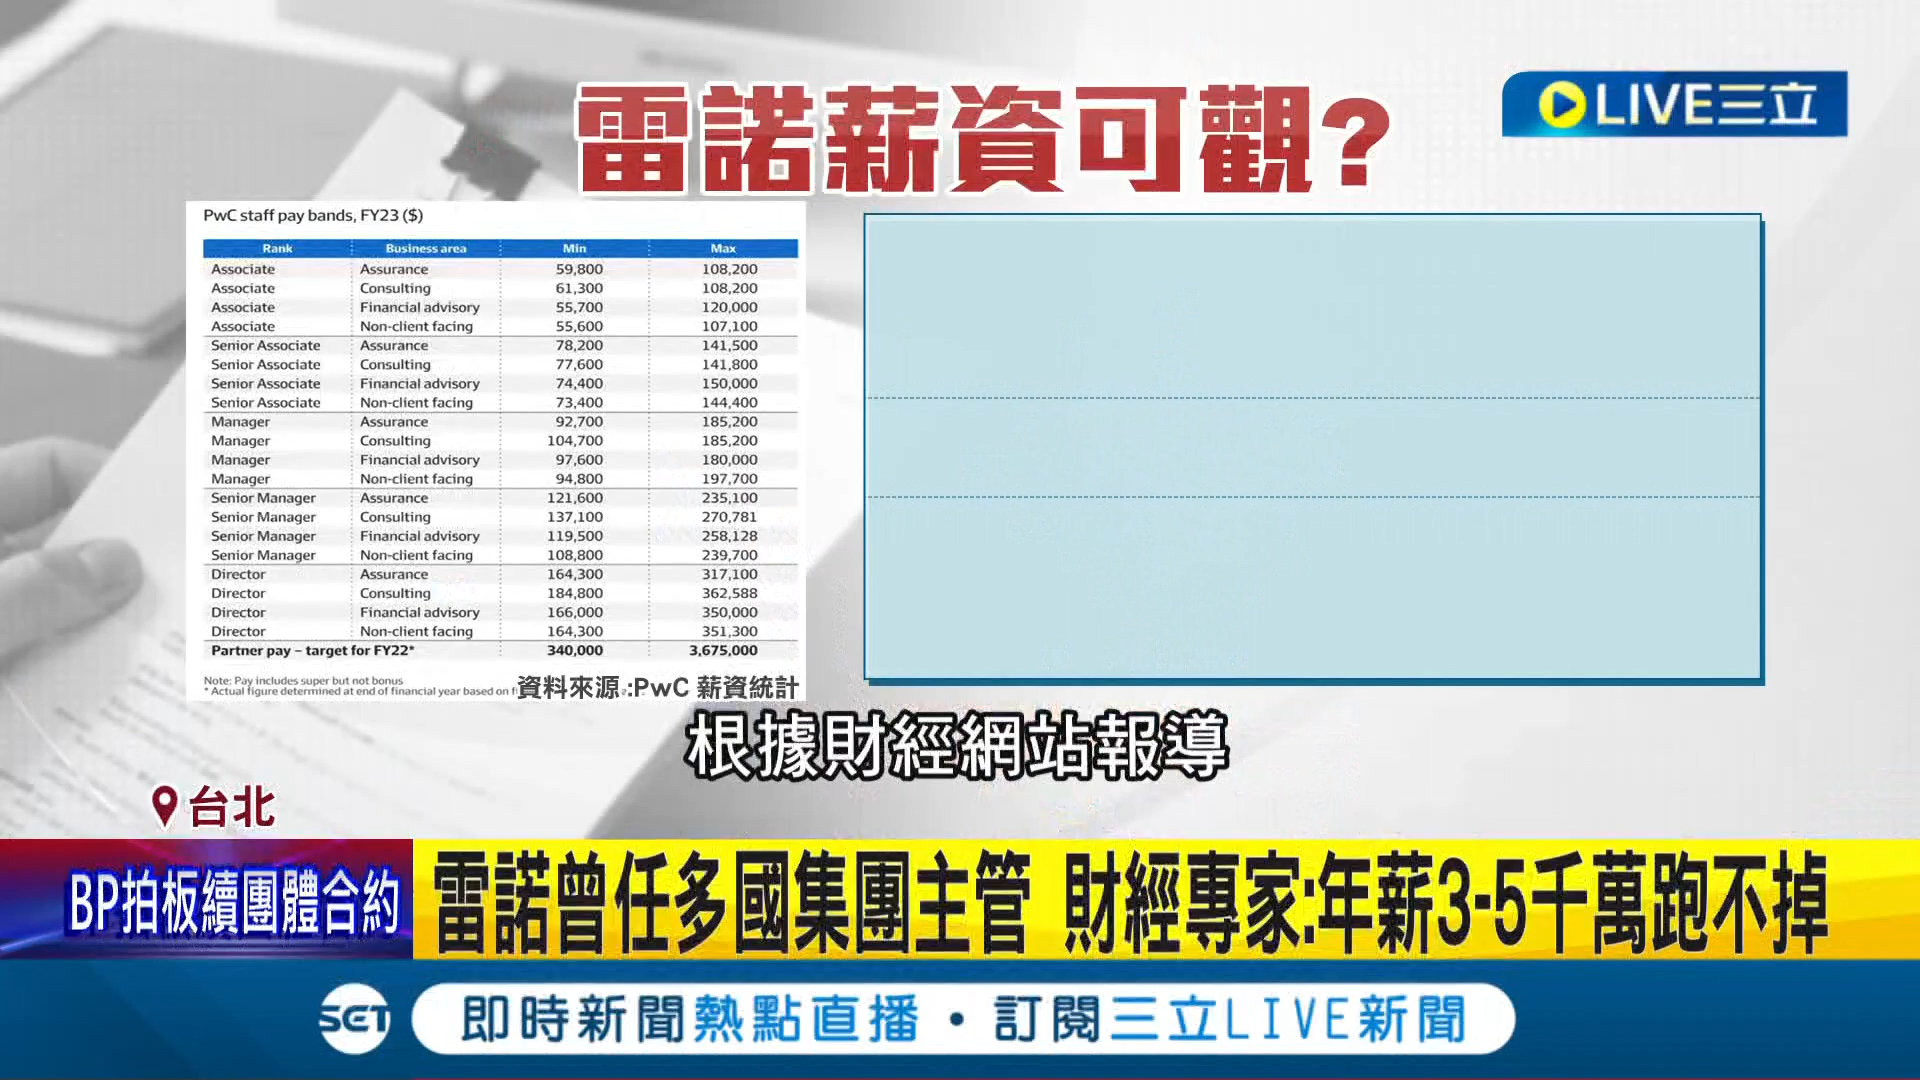 雷諾薪資可觀?
LIVE三立
PwC staff pay bands, FY23 ($)
Rank Business area Min Max
Associate Assurance 59,800 108,200
Associate Consulting 61,300 108,200
Associate Financial advisory 55,700 120,000
Associate Non-client facing 55,600 107,100
Senior Associate Assurance 78,200 141,500
Senior Associate Consulting 77,600 141,800
Senior Associate Financial advisory 74,400 150,000
Senior Associate Non-client facing 73,400 144,400
Manager Assurance 92,700 185,200
Manager Consulting 104,700 185,200
Manager Financial advisory 97,600 180,000
Manager Non-client facing 94,800 197,700
Senior Manager Assurance 121,600 235,100
Senior Manager Consulting 137,100 270,781
Senior Manager Financial advisory 119,500 258,128
Senior Manager Non-client facing 108,800 239,700
Director Assurance 164,300 317,100
Director Consulting 184,800 362,588
Director Financial advisory 166,000 350,000
Director Non-client facing 164,300 351,300
Partner pay – target for FY22* 340,000 3,675,000
Note: Pay includes super but not bonus
* Actual figure determined at end of financial year based on
資料來源:PwC 薪資統計
根據財經網站報導
台北
BP拍板續團體合約
雷諾曾任多國集團主管 財經專家:年薪3-5千萬跑不掉
SET
即時新聞熱點直播・訂閱三立LIVE新聞